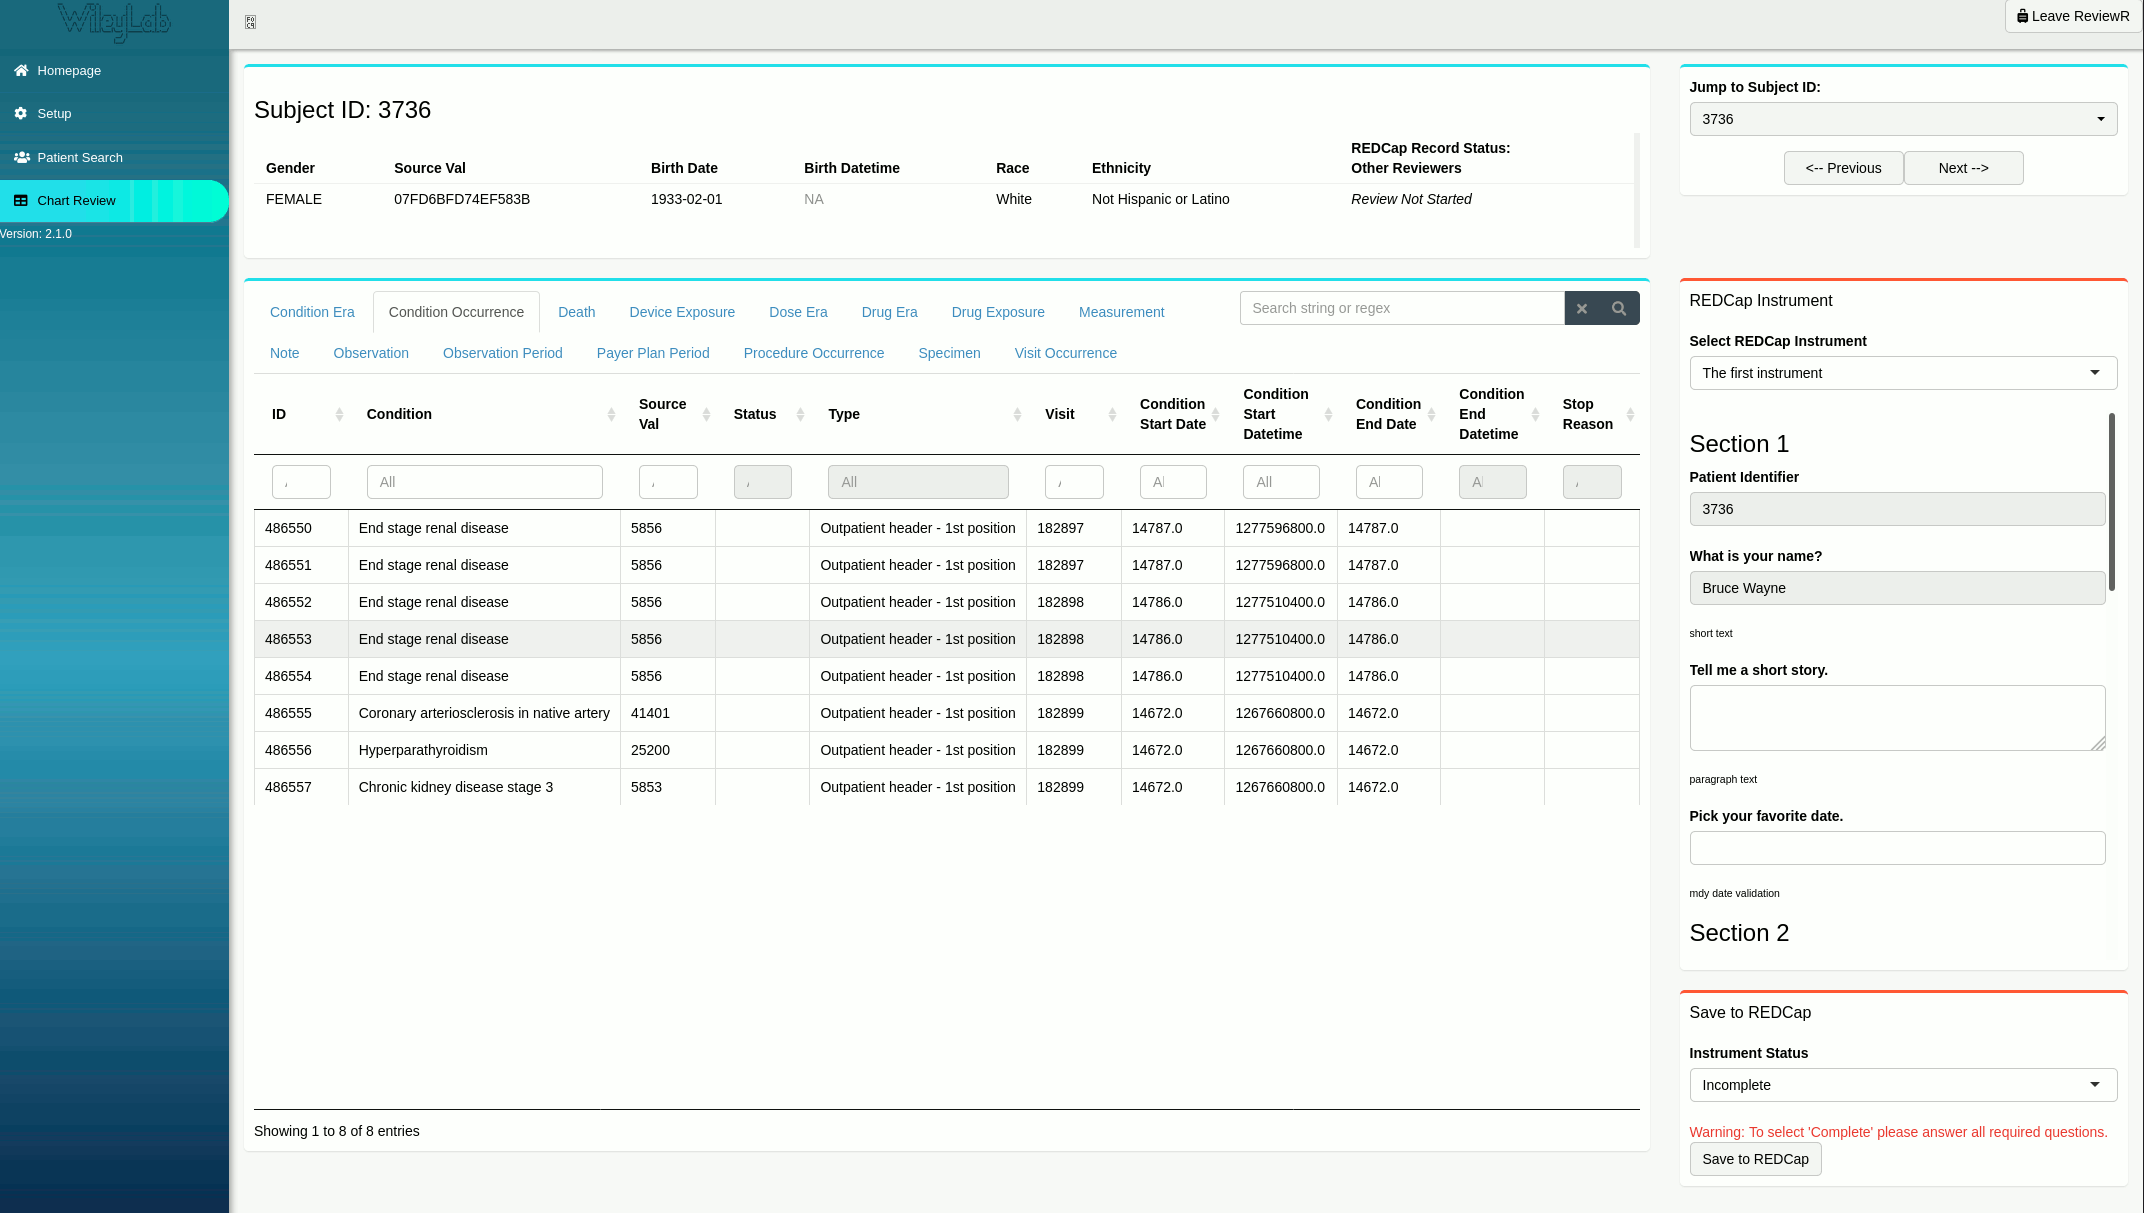 WileyLab
Leave ReviewR
Homepage
Setup
Patient Search
Chart Review
Version: 2.1.0
Subject ID: 3736
Gender Source Val Birth Date Birth Datetime Race Ethnicity REDCap Record Status: Other Reviewers
FEMALE 07FD6BFD74EF583B 1933-02-01 NA White Not Hispanic or Latino Review Not Started
Jump to Subject ID:
3736
<-- Previous Next -->
Condition Era Condition Occurrence Death Device Exposure Dose Era Drug Era Drug Exposure Measurement
Search string or regex
Note Observation Observation Period Payer Plan Period Procedure Occurrence Specimen Visit Occurrence
ID Condition Source Val Status Type Visit Condition Start Date Condition Start Datetime Condition End Date Condition End Datetime Stop Reason
All All All
486550 End stage renal disease 5856 Outpatient header - 1st position 182897 14787.0 1277596800.0 14787.0
486551 End stage renal disease 5856 Outpatient header - 1st position 182897 14787.0 1277596800.0 14787.0
486552 End stage renal disease 5856 Outpatient header - 1st position 182898 14786.0 1277510400.0 14786.0
486553 End stage renal disease 5856 Outpatient header - 1st position 182898 14786.0 1277510400.0 14786.0
486554 End stage renal disease 5856 Outpatient header - 1st position 182898 14786.0 1277510400.0 14786.0
486555 Coronary arteriosclerosis in native artery 41401 Outpatient header - 1st position 182899 14672.0 1267660800.0 14672.0
486556 Hyperparathyroidism 25200 Outpatient header - 1st position 182899 14672.0 1267660800.0 14672.0
486557 Chronic kidney disease stage 3 5853 Outpatient header - 1st position 182899 14672.0 1267660800.0 14672.0
Showing 1 to 8 of 8 entries
REDCap Instrument
Select REDCap Instrument
The first instrument
Section 1
Patient Identifier
3736
What is your name?
Bruce Wayne
short text
Tell me a short story.
paragraph text
Pick your favorite date.
mdy date validation
Section 2
Save to REDCap
Instrument Status
Incomplete
Warning: To select 'Complete' please answer all required questions.
Save to REDCap